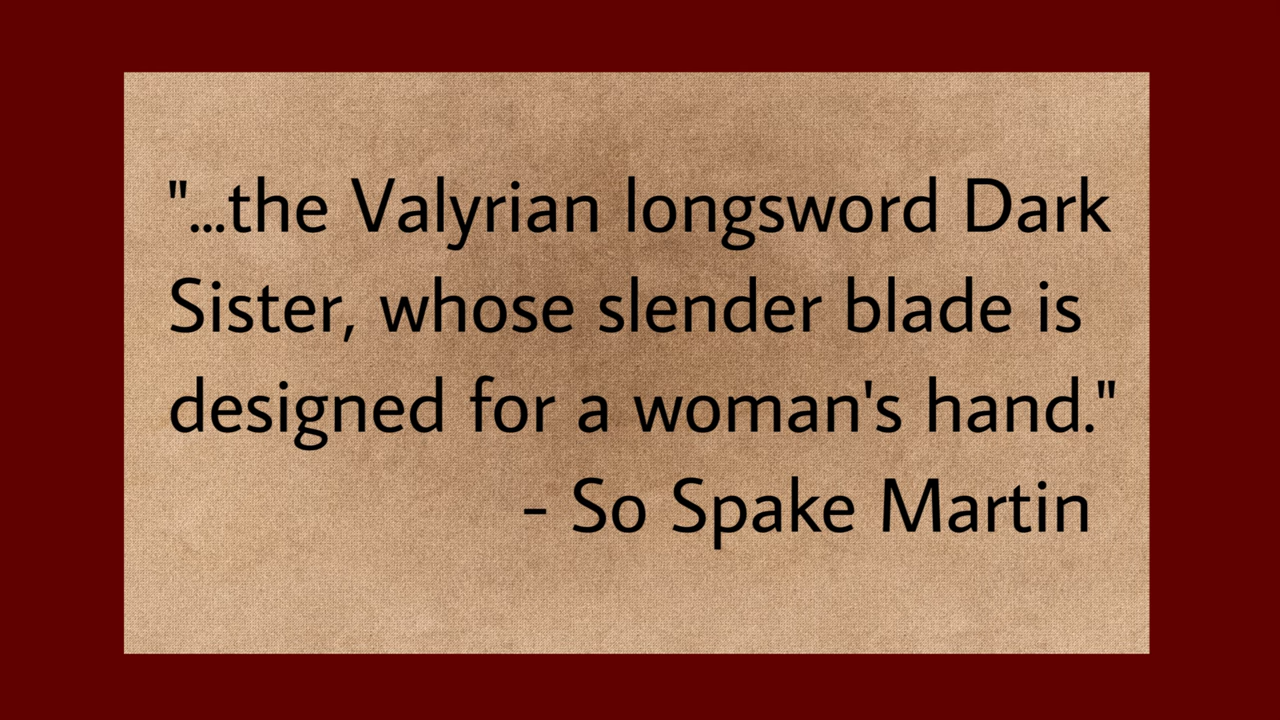 "...the Valyrian longsword Dark
Sister, whose slender blade is
designed for a woman's hand."
- So Spake Martin